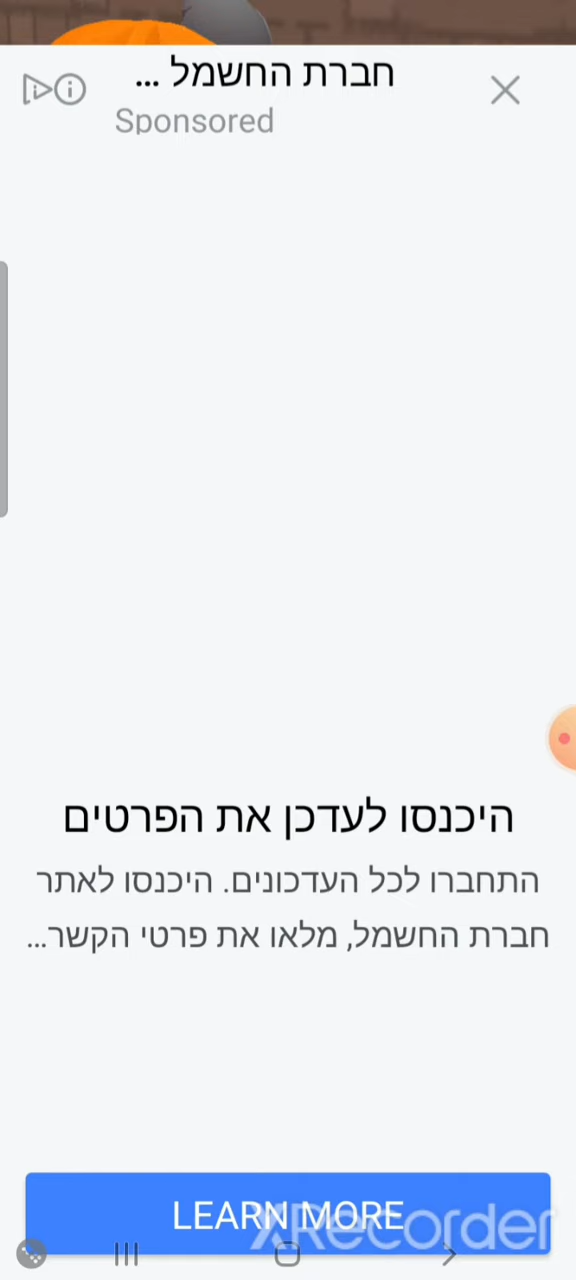 חברת החשמל ...
Sponsored
היכנסו לעדכן את הפרטים
התחברו לכל העדכונים. היכנסו לאתר
חברת החשמל, מלאו את פרטי הקשר...
LEARN MORE
XRecorder